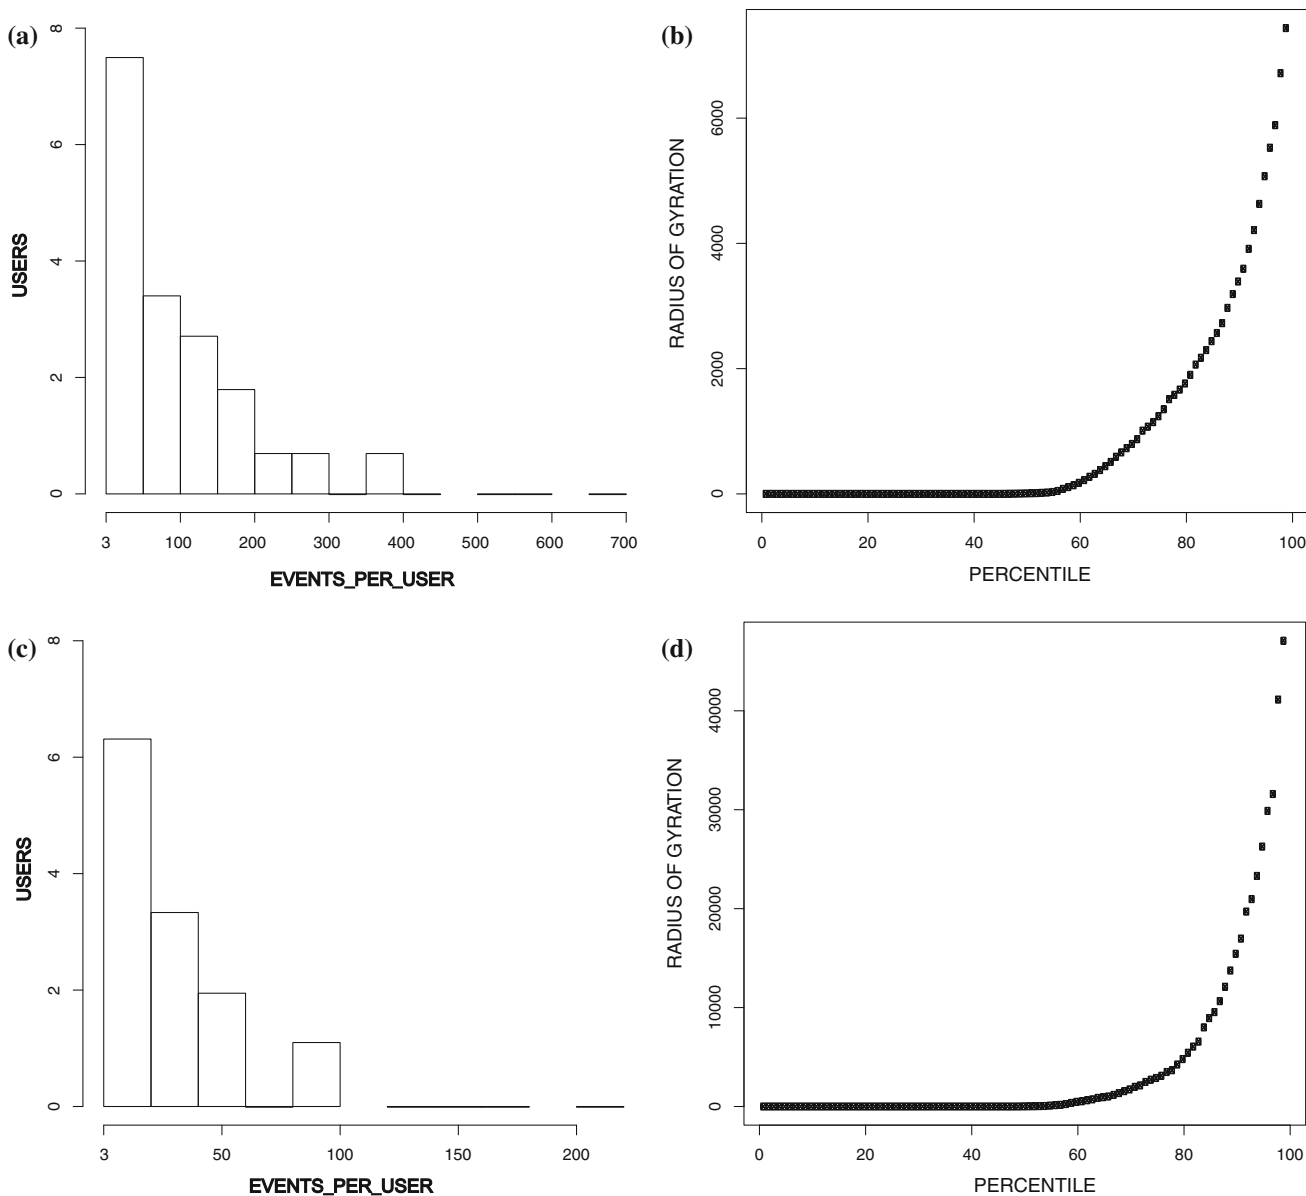 (a)
8
6
4
2
0
USERS
3 100 200 300 400 500 600 700
EVENTS_PER_USER
(b)
6000
4000
2000
0
RADIUS OF GYRATION
0 20 40 60 80 100
PERCENTILE
(c)
8
6
4
2
0
USERS
3 50 100 150 200
EVENTS_PER_USER
(d)
40000
30000
20000
10000
0
RADIUS OF GYRATION
0 20 40 60 80 100
PERCENTILE